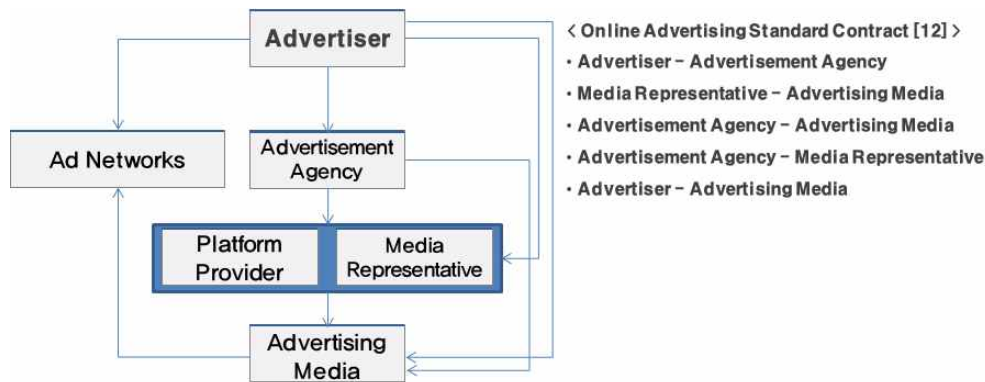 Advertiser
Ad Networks
Advertisement
Agency
Platform
Provider
Media
Representative
Advertising
Media
< Online Advertising Standard Contract [12] >
· Advertiser – Advertisement Agency
· Media Representative – Advertising Media
· Advertisement Agency – Advertising Media
· Advertisement Agency – Media Representative
· Advertiser – Advertising Media